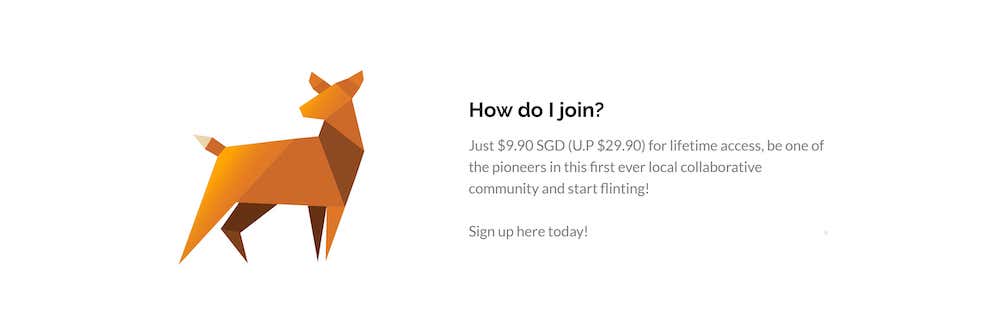 How do I join?
Just $9.90 SGD (U.P $29.90) for lifetime access, be one of
the pioneers in this first ever local collaborative
community and start flinting!
Sign up here today!